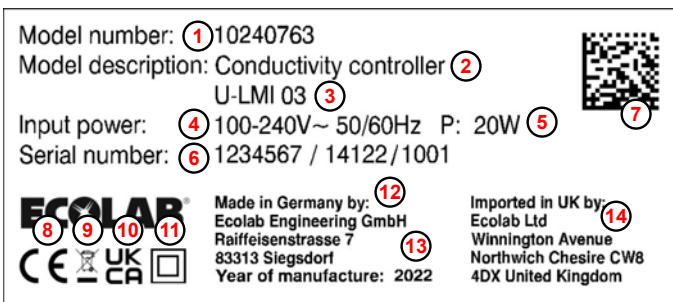 Model number: 1 10240763
Model description: Conductivity controller 2
U-LMI 03 3
Input power: 4 100-240V~ 50/60Hz P: 20W 5
Serial number: 6 1234567 / 14122/1001
7
ECOLAB®
8 9 10 11
CE UK
CA
Made in Germany by: 12
Ecolab Engineering GmbH
Raiffeisenstrasse 7
83313 Siegsdorf 13
Year of manufacture: 2022
Imported in UK by:
Ecolab Ltd 14
Winnington Avenue
Northwich Chesire CW8
4DX United Kingdom